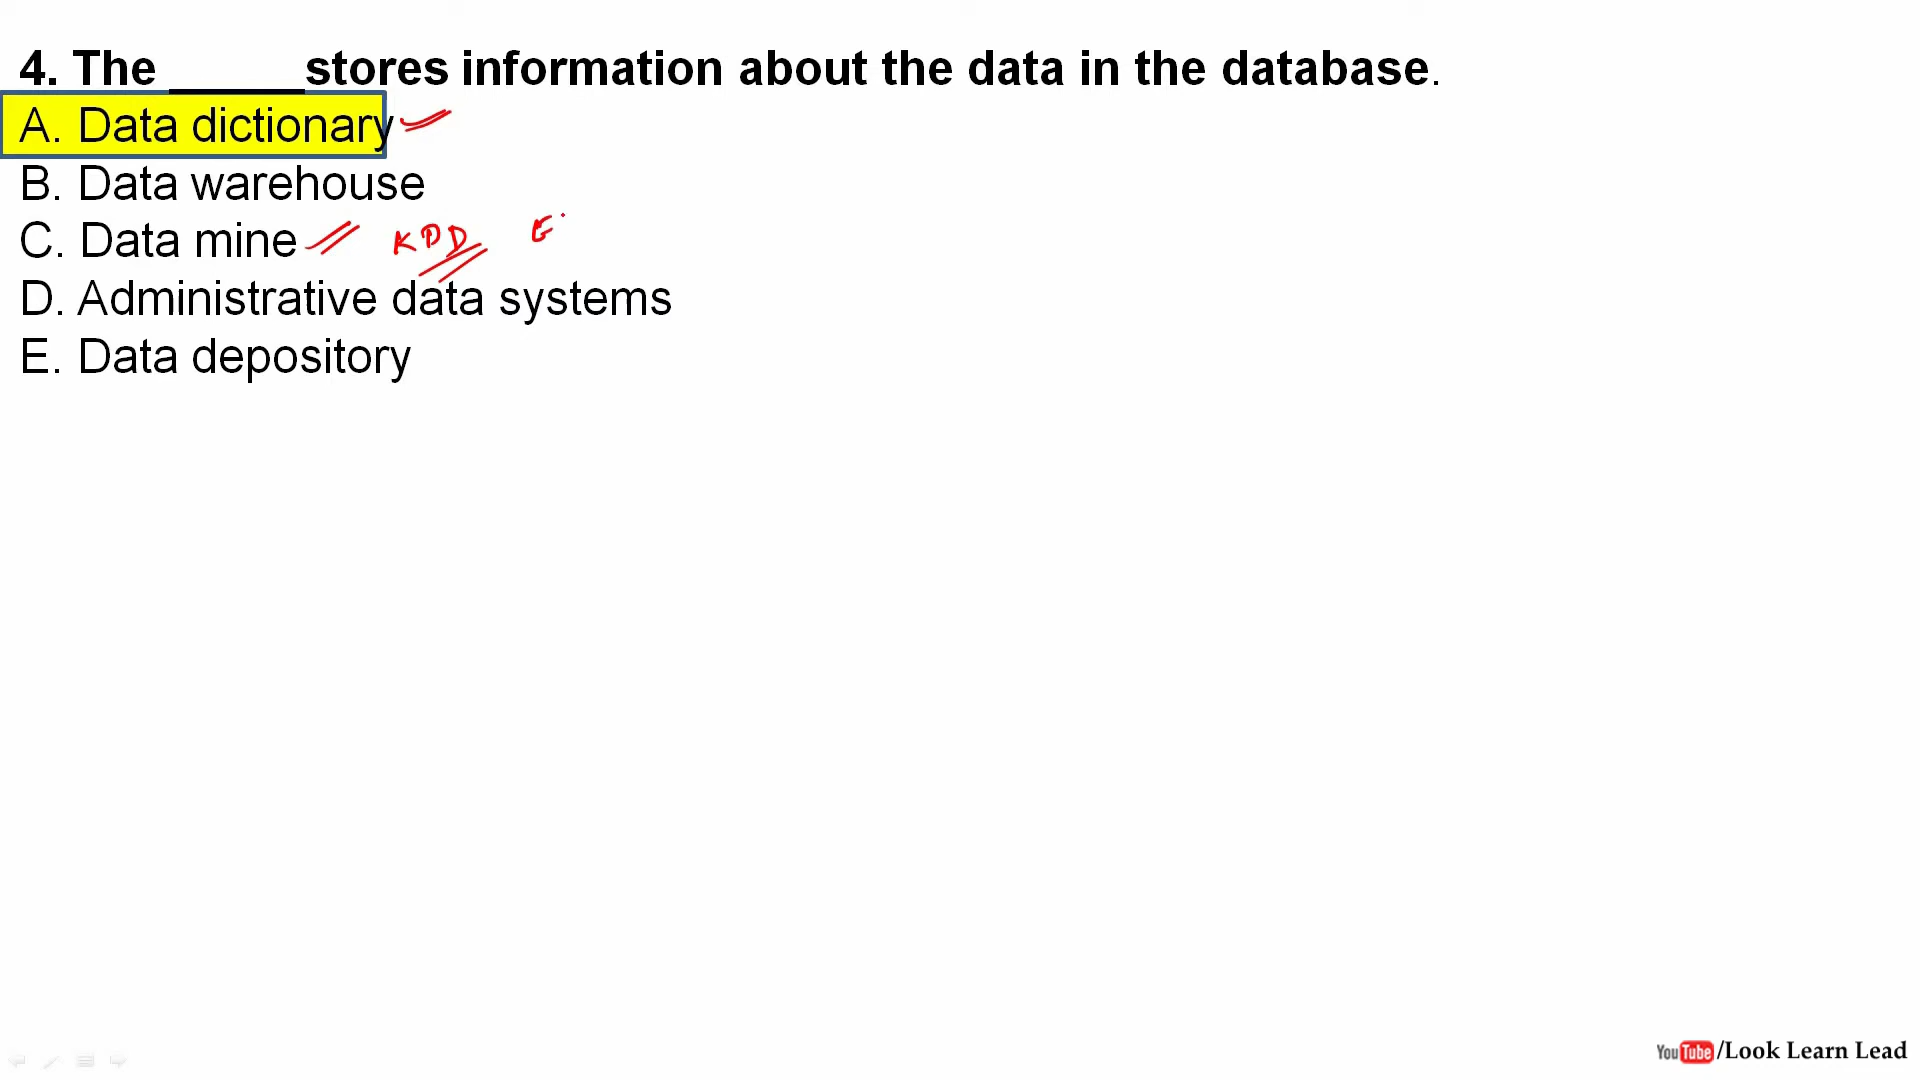 4. The _____ stores information about the data in the database.
A. Data dictionary
B. Data warehouse
C. Data mine KDD E
D. Administrative data systems
E. Data depository
YouTube/Look Learn Lead